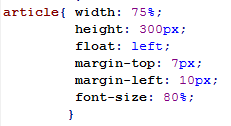 article{ width: 75%;
height: 300px;
float: left;
margin-top: 7px;
margin-left: 10px;
font-size: 80%;
}